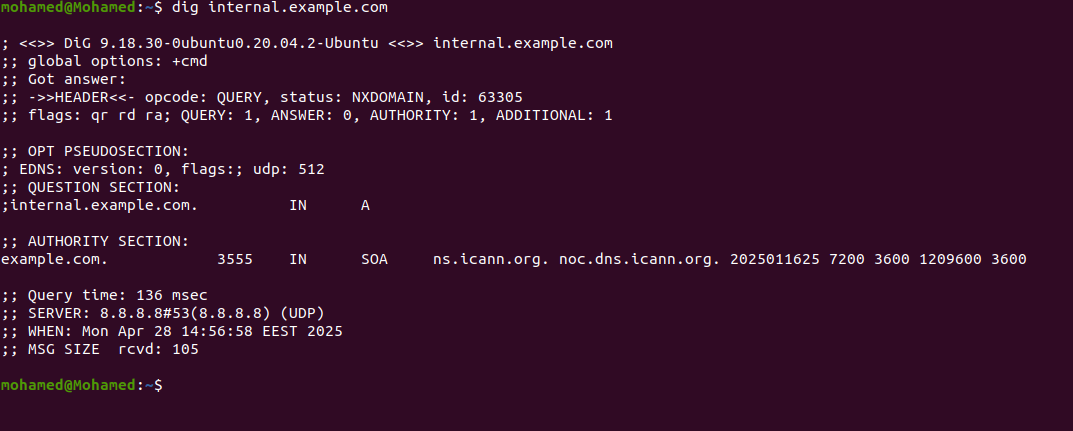 mohamed@Mohamed:~$ dig internal.example.com
; <<>> DiG 9.18.30-0ubuntu0.20.04.2-Ubuntu <<>> internal.example.com
;; global options: +cmd
;; Got answer:
;; ->>HEADER<<- opcode: QUERY, status: NXDOMAIN, id: 63305
;; flags: qr rd ra; QUERY: 1, ANSWER: 0, AUTHORITY: 1, ADDITIONAL: 1
;; OPT PSEUDOSECTION:
; EDNS: version: 0, flags:; udp: 512
;; QUESTION SECTION:
;internal.example.com. IN A
;; AUTHORITY SECTION:
example.com. 3555 IN SOA ns.icann.org. noc.dns.icann.org. 2025011625 7200 3600 1209600 3600
;; Query time: 136 msec
;; SERVER: 8.8.8.8#53(8.8.8.8) (UDP)
;; WHEN: Mon Apr 28 14:56:58 EEST 2025
;; MSG SIZE rcvd: 105
mohamed@Mohamed:~$